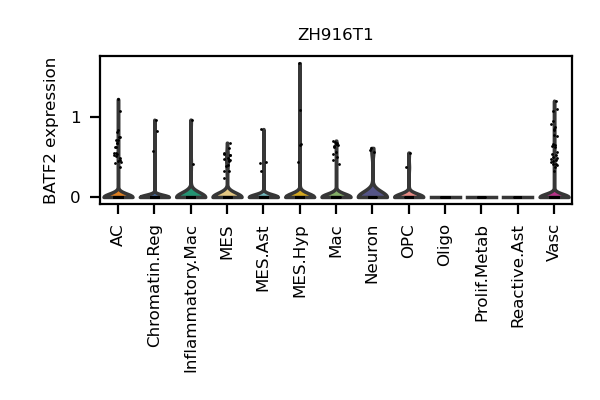 ZH916T1
BATF2 expression
1
0
AC
Chromatin.Reg
Inflammatory.Mac
MES
MES.Ast
MES.Hyp
Mac
Neuron
OPC
Oligo
Prolif.Metab
Reactive.Ast
Vasc